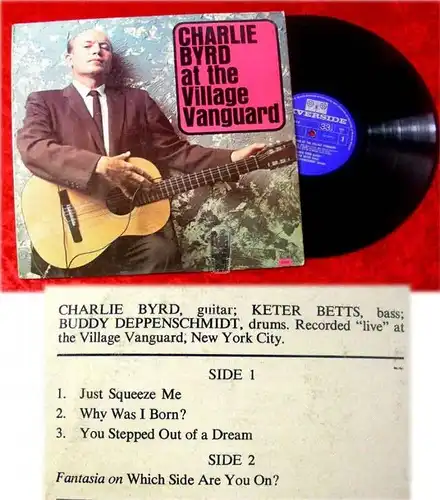 CHARLIE
BYRD
at the
Village
Vanguard
RIVERSIDE
CHARLIE BYRD, guitar; KETER BETTS, bass;
BUDDY DEPPENSCHMIDT, drums. Recorded "live" at
the Village Vanguard, New York City.
SIDE 1
1. Just Squeeze Me
2. Why Was I Born?
3. You Stepped Out of a Dream
SIDE 2
Fantasia on Which Side Are You On?